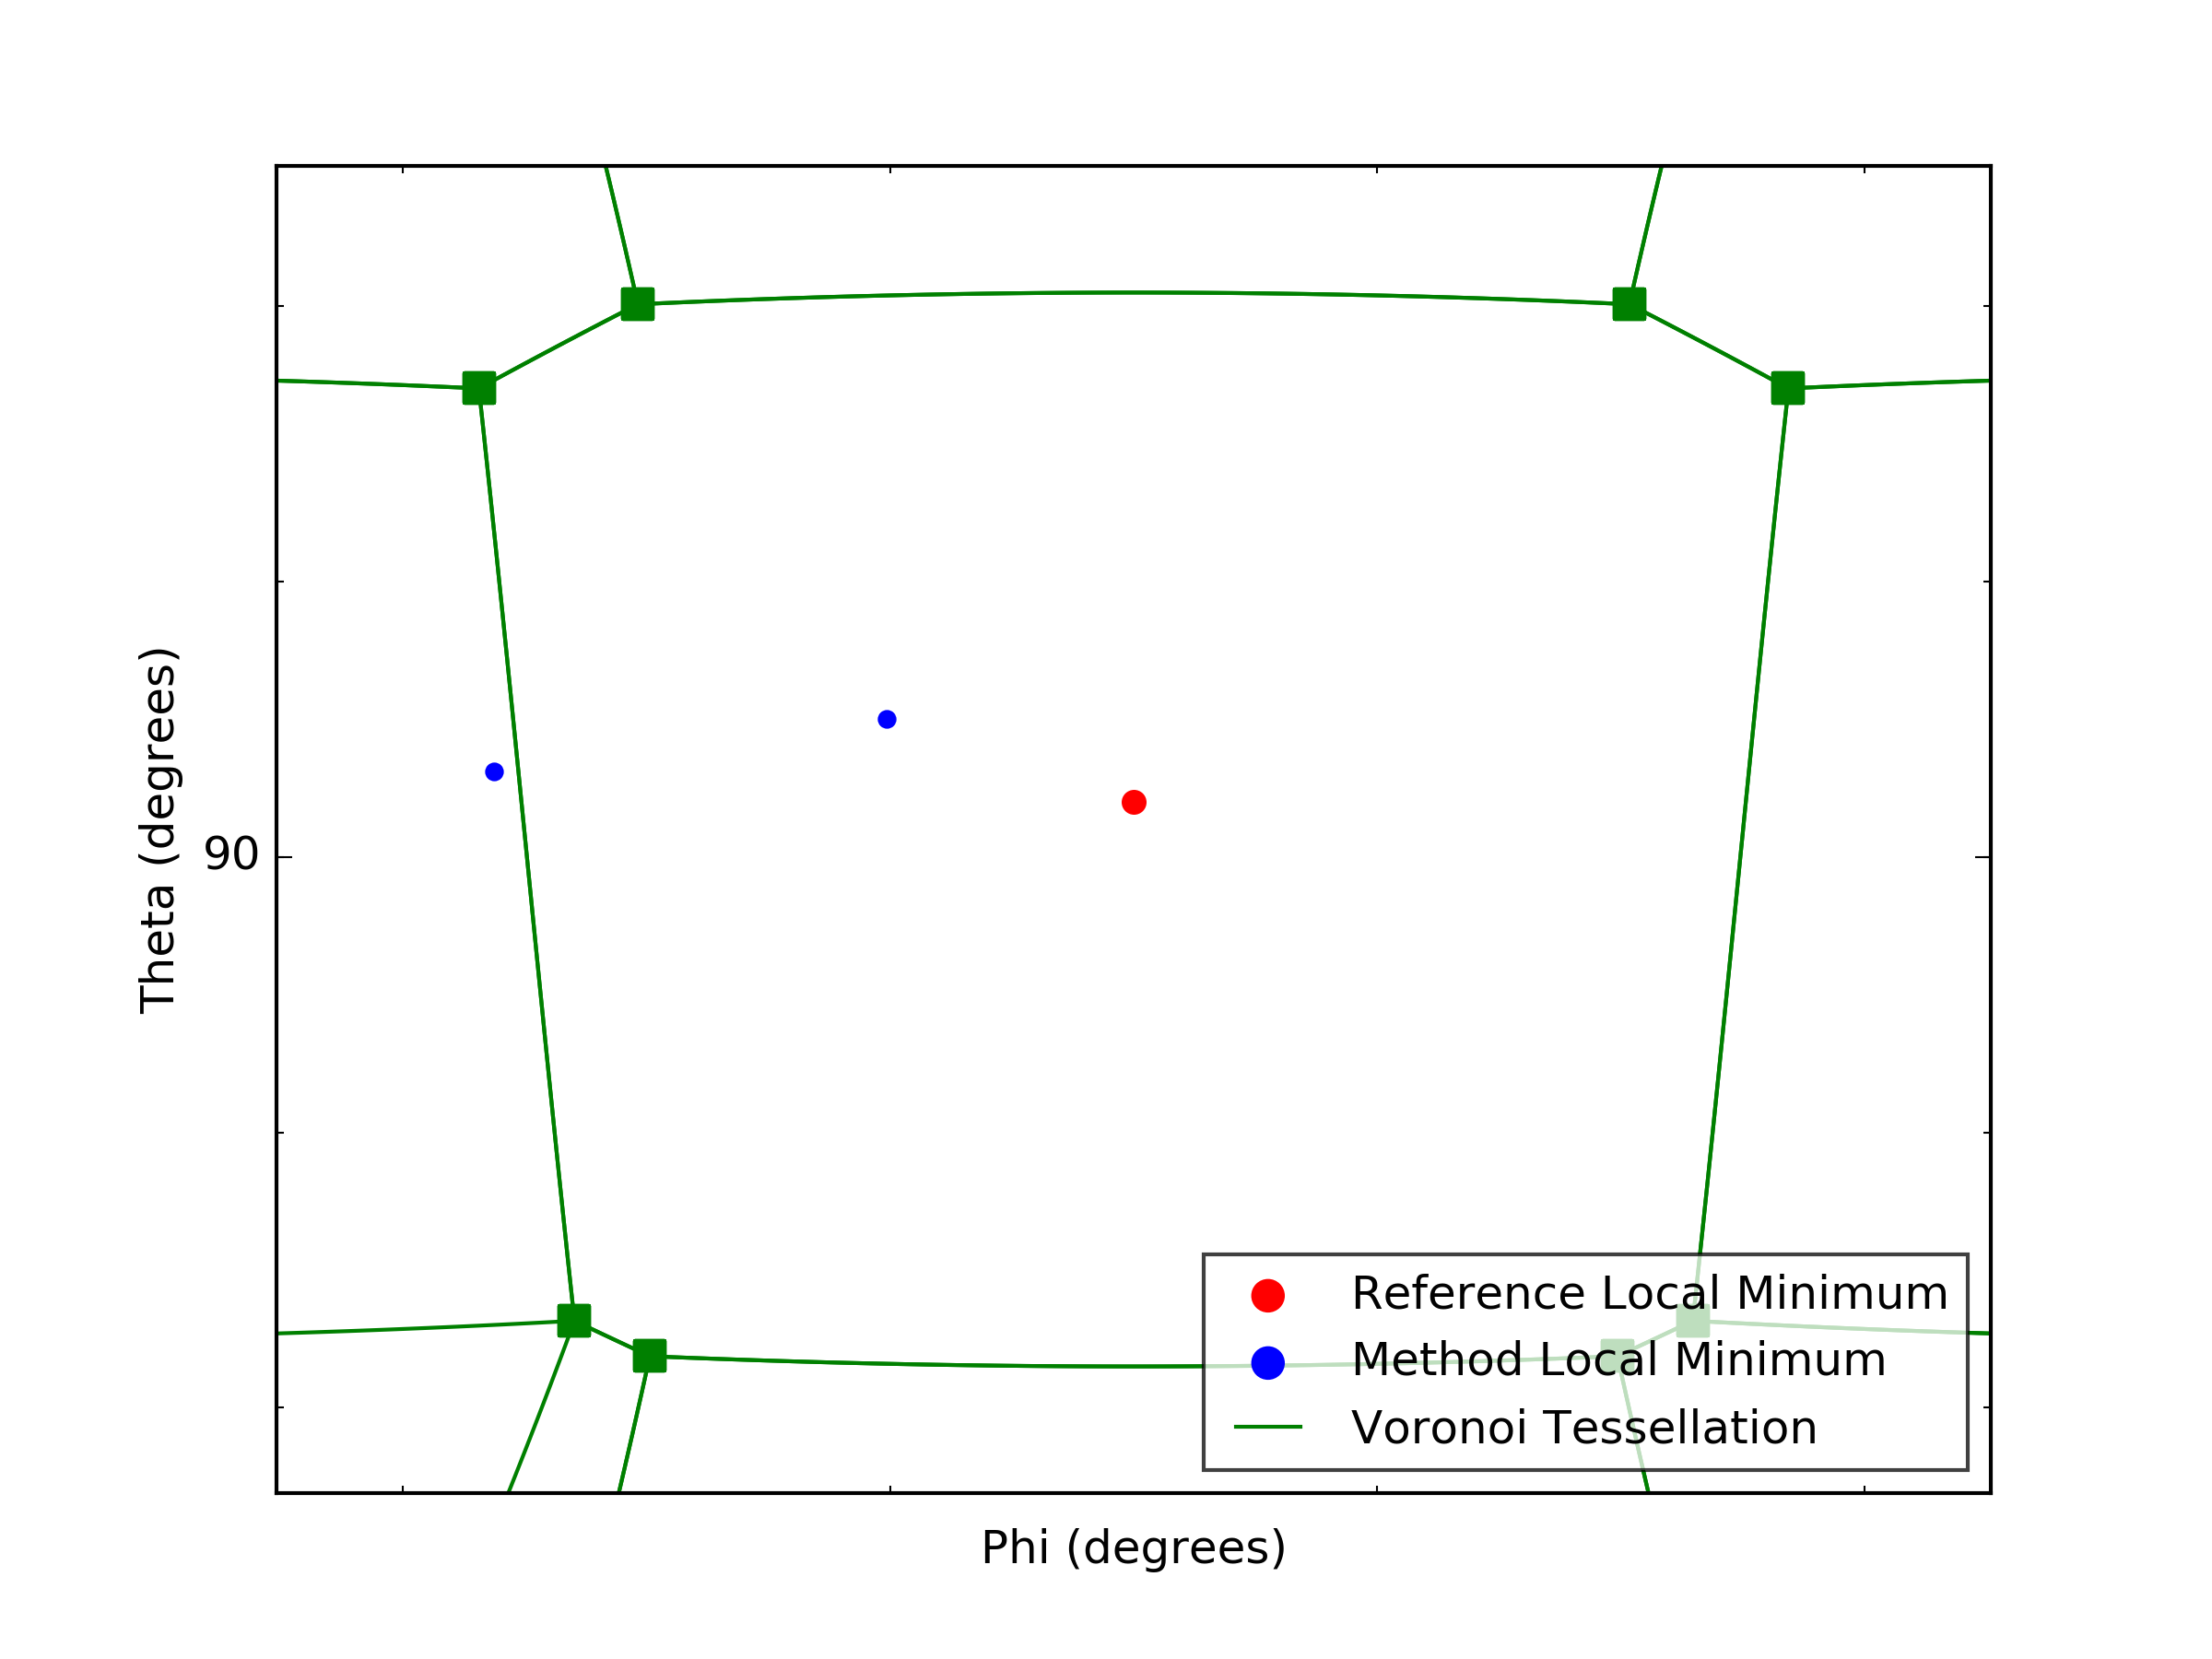 Theta (degrees)
90
Reference Local Minimum
Method Local Minimum
Voronoi Tessellation
Phi (degrees)